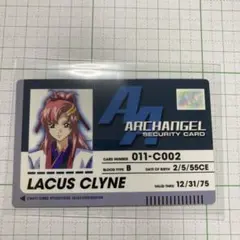 AA
ARCHANGEL
SECURITY CARD
CARD NUMBER 011-C002
BLOOD TYPE B DATE OF BIRTH 2/5/55CE
LACUS CLYNE
VALID THRU 12/31/75